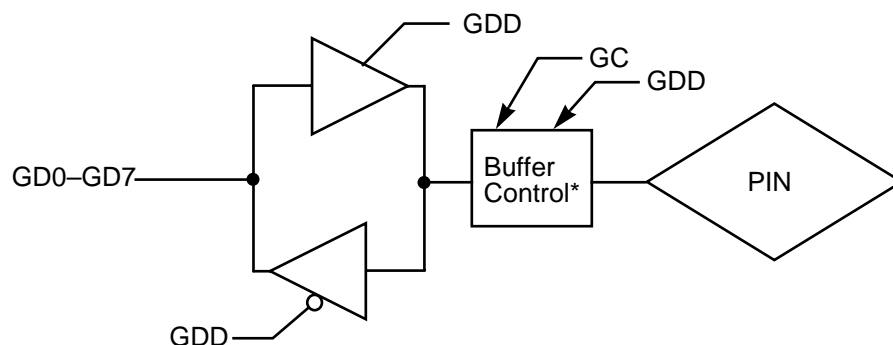 GDD
GC
GDD
GD0–GD7
Buffer
Control*
PIN
GDD